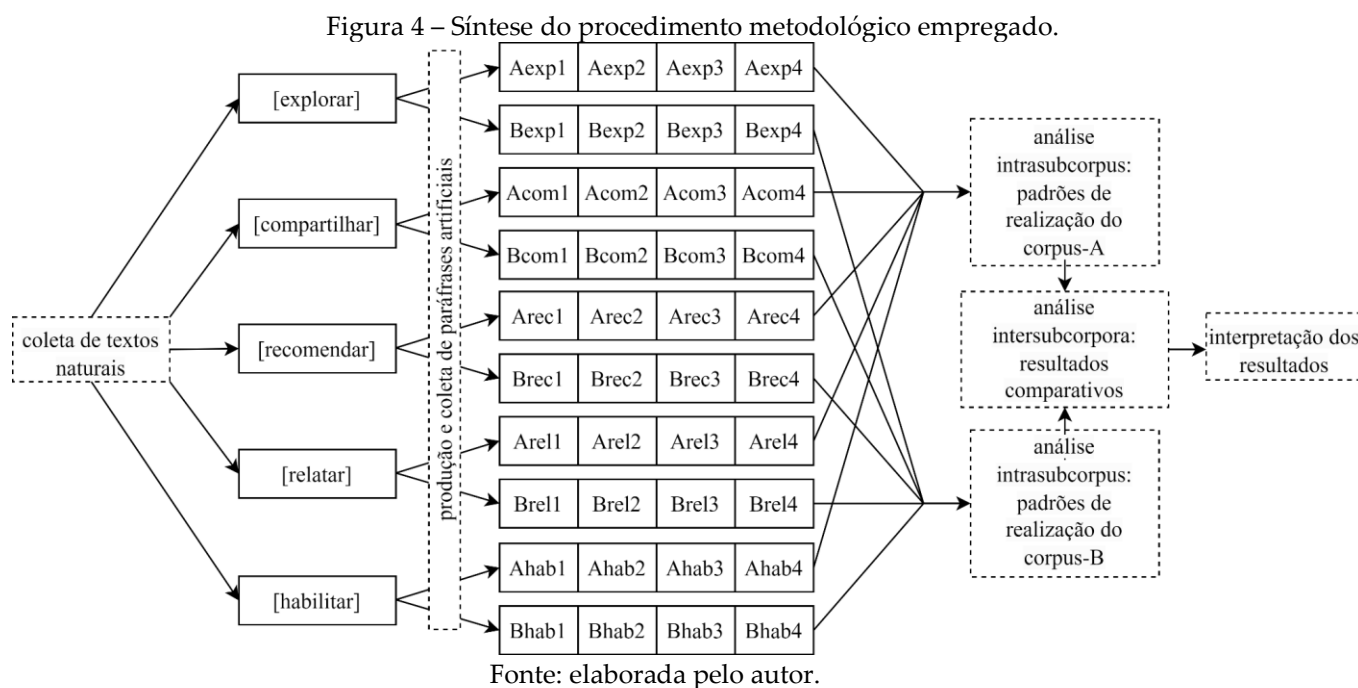 Figura 4 – Síntese do procedimento metodológico empregado.
coleta de textos
naturais
[explorar]
[compartilhar]
[recomendar]
[relatar]
[habilitar]
produção e coleta de paráfrases artificiais
Aexp1 Aexp2 Aexp3 Aexp4
Bexp1 Bexp2 Bexp3 Bexp4
Acom1 Acom2 Acom3 Acom4
Bcom1 Bcom2 Bcom3 Bcom4
Arec1 Arec2 Arec3 Arec4
Brec1 Brec2 Brec3 Brec4
Arel1 Arel2 Arel3 Arel4
Brel1 Brel2 Brel3 Brel4
Ahab1 Ahab2 Ahab3 Ahab4
Bhab1 Bhab2 Bhab3 Bhab4
análise
intrasubcorpus:
padrões de
realização do
corpus-A
análise
intersubcorpora:
resultados
comparativos
análise
intrasubcorpus:
padrões de
realização do
corpus-B
interpretação dos
resultados
Fonte: elaborada pelo autor.